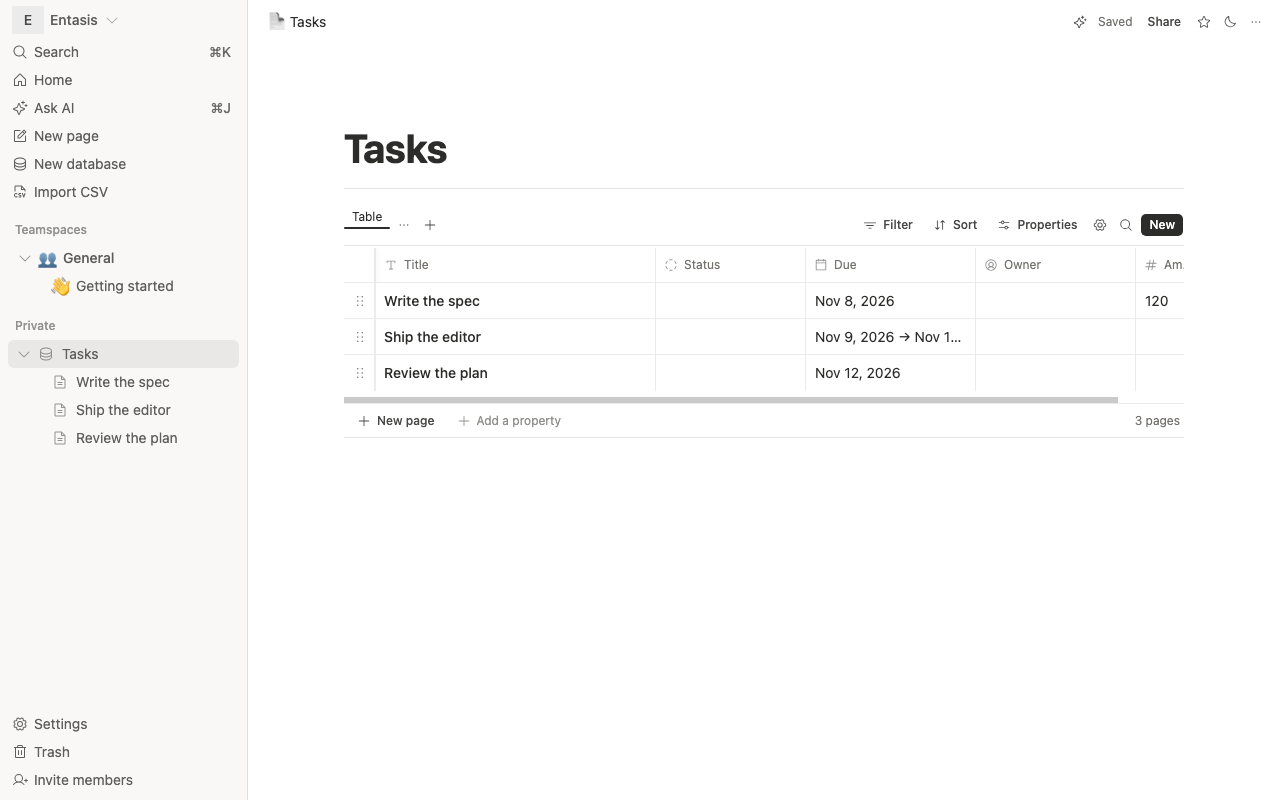 E Entasis
Search ⌘K
Home
Ask AI ⌘J
New page
New database
Import CSV
Teamspaces
General
Getting started
Private
Tasks
Write the spec
Ship the editor
Review the plan
Settings
Trash
Invite members
Tasks Saved Share ...
Tasks
Table ... Filter Sort Properties New
Title Status Due Owner # Am.
Write the spec Nov 8, 2026 120
Ship the editor Nov 9, 2026 → Nov 1...
Review the plan Nov 12, 2026
+ New page + Add a property 3 pages